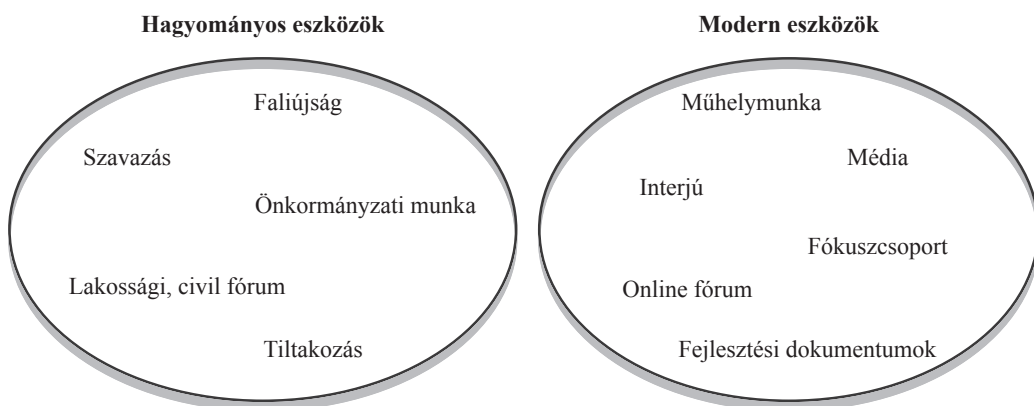 Hagyományos eszközök
Faliújság
Szavazás
Önkormányzati munka
Lakossági, civil fórum
Tiltakozás
Modern eszközök
Műhelymunka
Média
Interjú
Fókuszcsoport
Online fórum
Fejlesztési dokumentumok